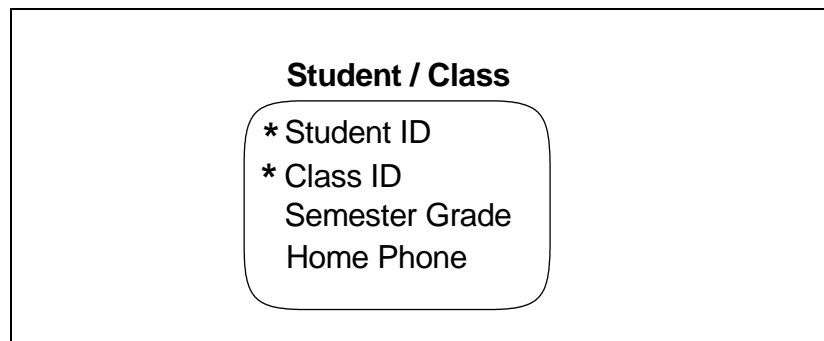 Student / Class
* Student ID
* Class ID
Semester Grade
Home Phone